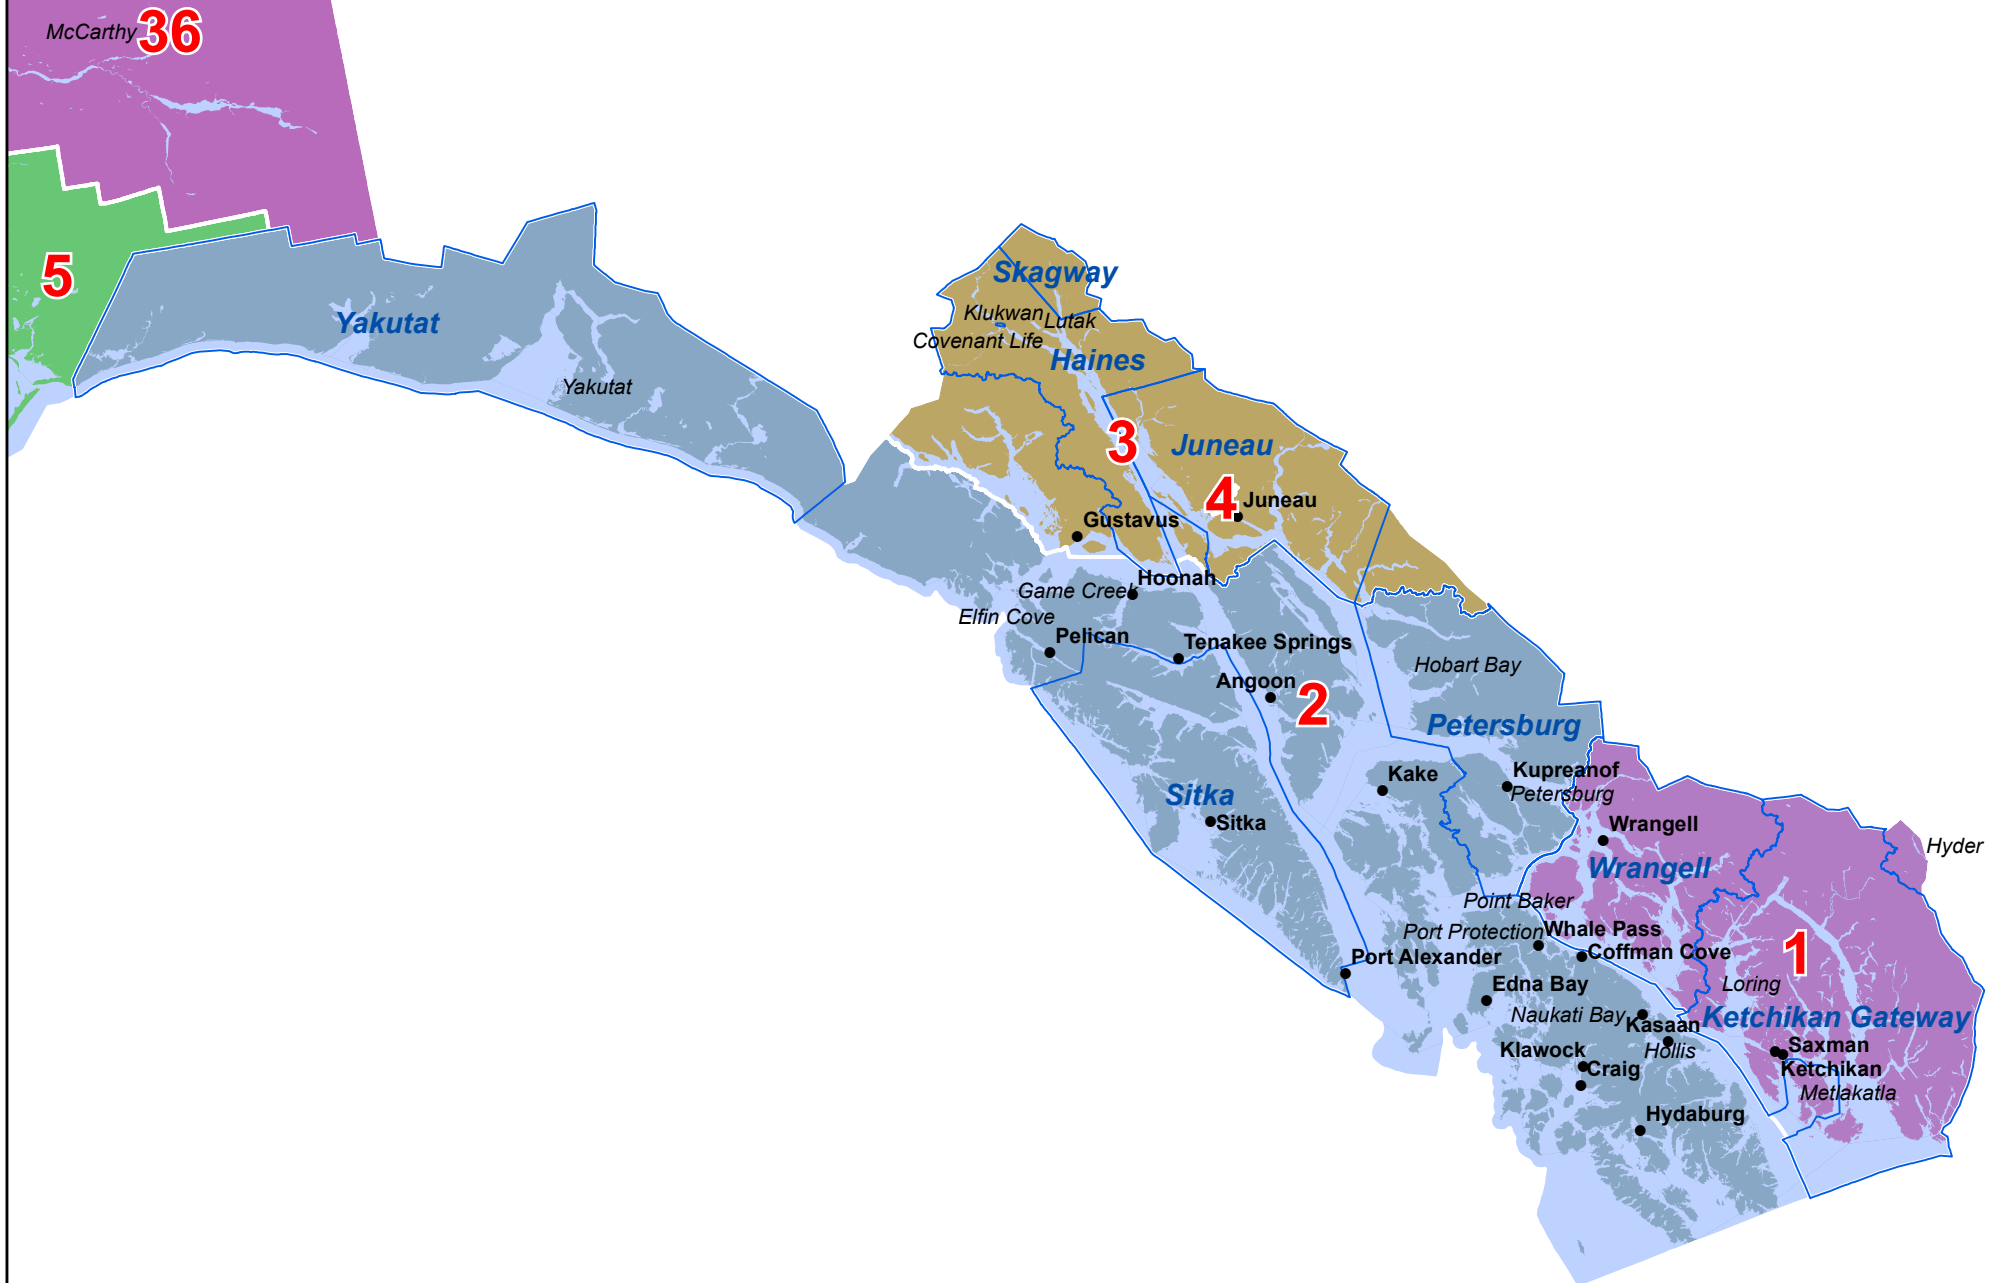 McCarthy
36
5
Yakutat
Yakutat
Skagway
Klukwan
Lutak
Covenant Life
Haines
3
Juneau
4
Juneau
Gustavus
Hoonah
Game Creek
Elfin Cove
Pelican
Tenakee Springs
Angoon
2
Hobart Bay
Petersburg
Kake
Kupreanof
Petersburg
Sitka
Sitka
Wrangell
Wrangell
Hyder
Point Baker
Port Protection
Whale Pass
Coffman Cove
Port Alexander
1
Edna Bay
Loring
Naukati Bay
Kasaan
Ketchikan Gateway
Hollis
Klawock
Saxman
Craig
Ketchikan
Metlakatla
Hydaburg